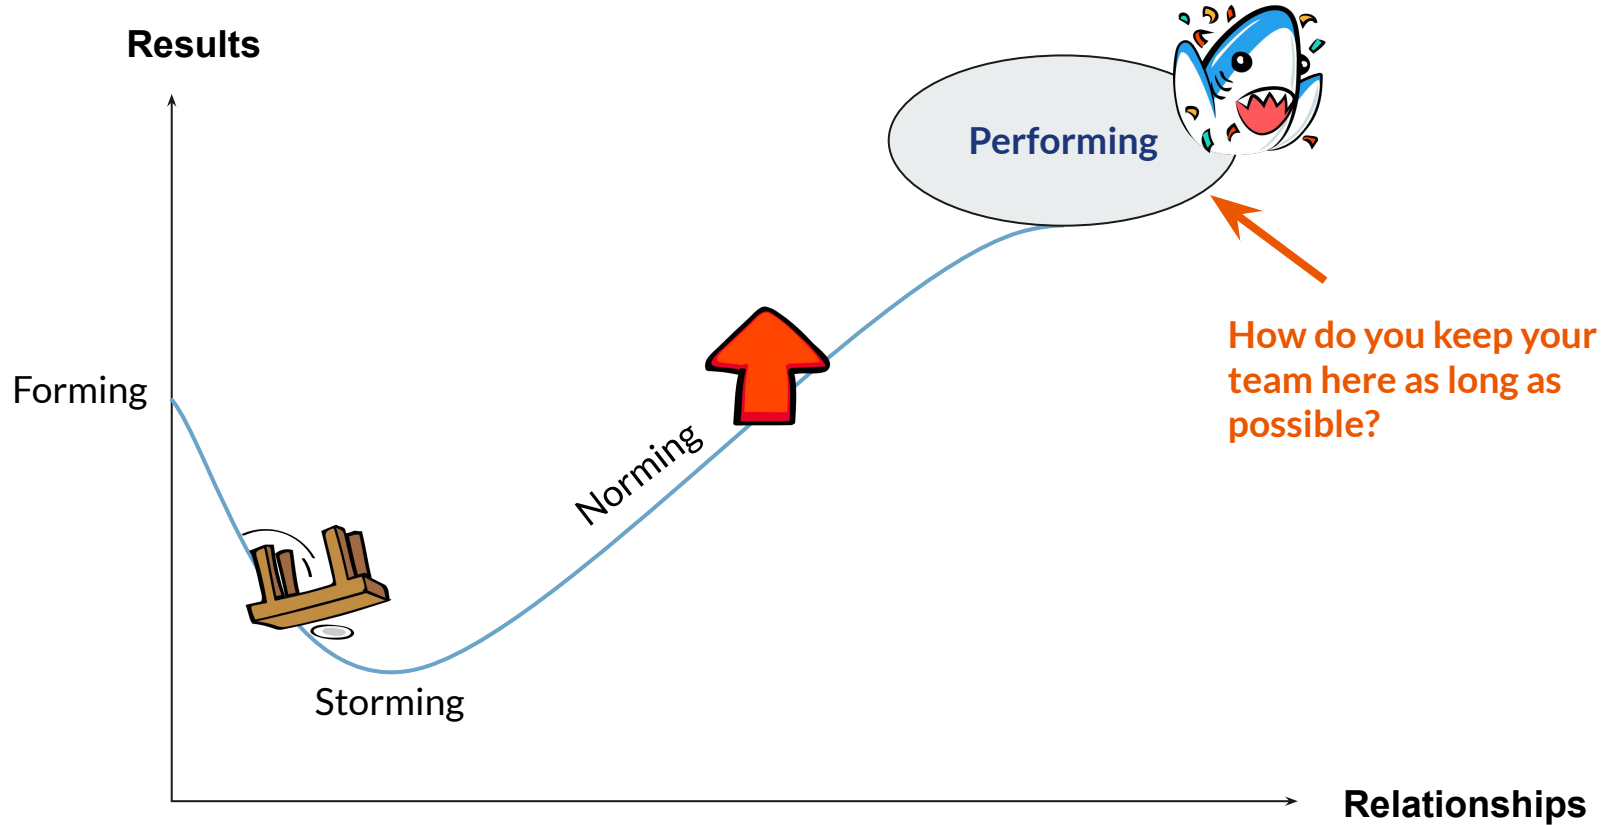 Results
Performing
How do you keep your
team here as long as
possible?
Forming
Norming
Storming
Relationships